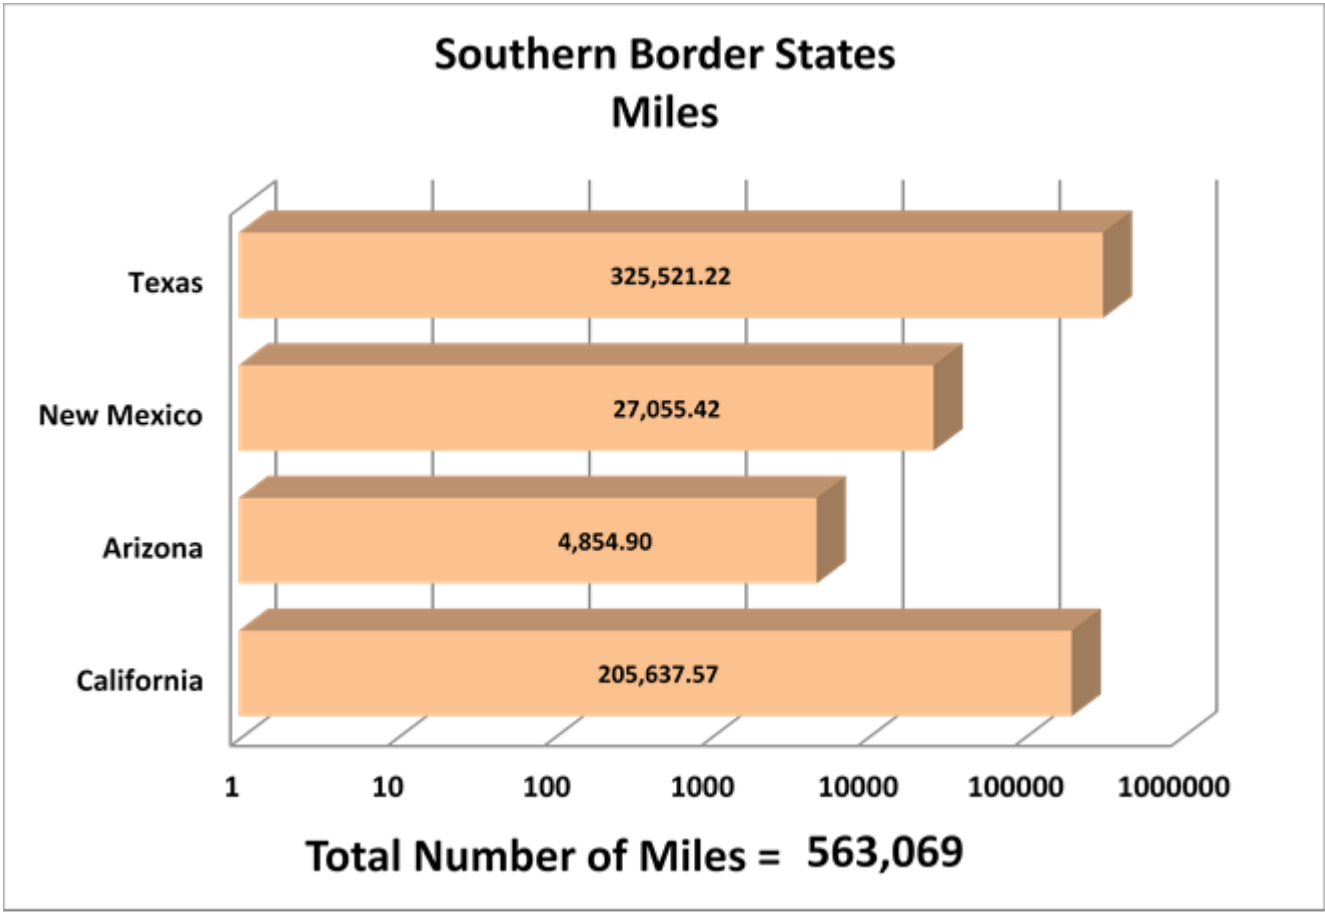 Southern Border States
Miles
Texas
325,521.22
New Mexico
27,055.42
Arizona
4,854.90
California
205,637.57
1 10 100 1000 10000 100000 1000000
Total Number of Miles = 563,069